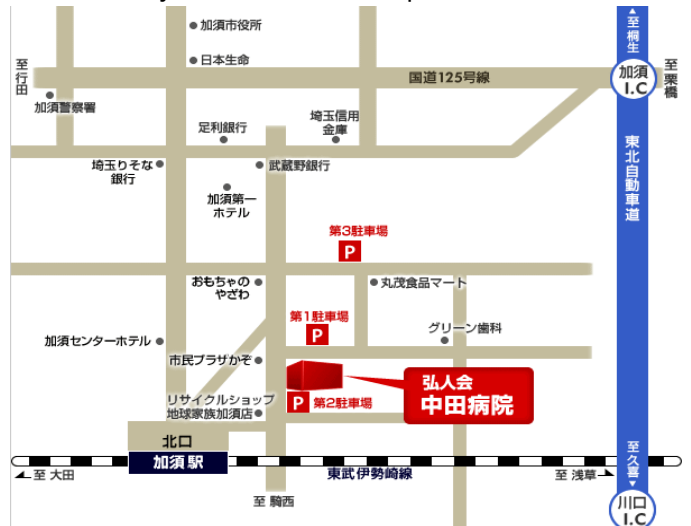 加須市役所
日本生命
至行田
国道125号線
加須
I.C
至桐生
至栗橋
加須警察署
足利銀行
埼玉信用
金庫
東北自動車道
埼玉りそな
銀行
武蔵野銀行
加須第一
ホテル
第3駐車場
P
おもちゃの
やざわ
丸茂食品マート
第1駐車場
P
グリーン歯科
加須センターホテル
市民プラザかぞ
弘人会
中田病院
リサイクルショップ
地球家族加須店
P 第2駐車場
北口
加須駅
至 大田
東武伊勢崎線
至 浅草
至久喜
至 騎西
川口
I.C